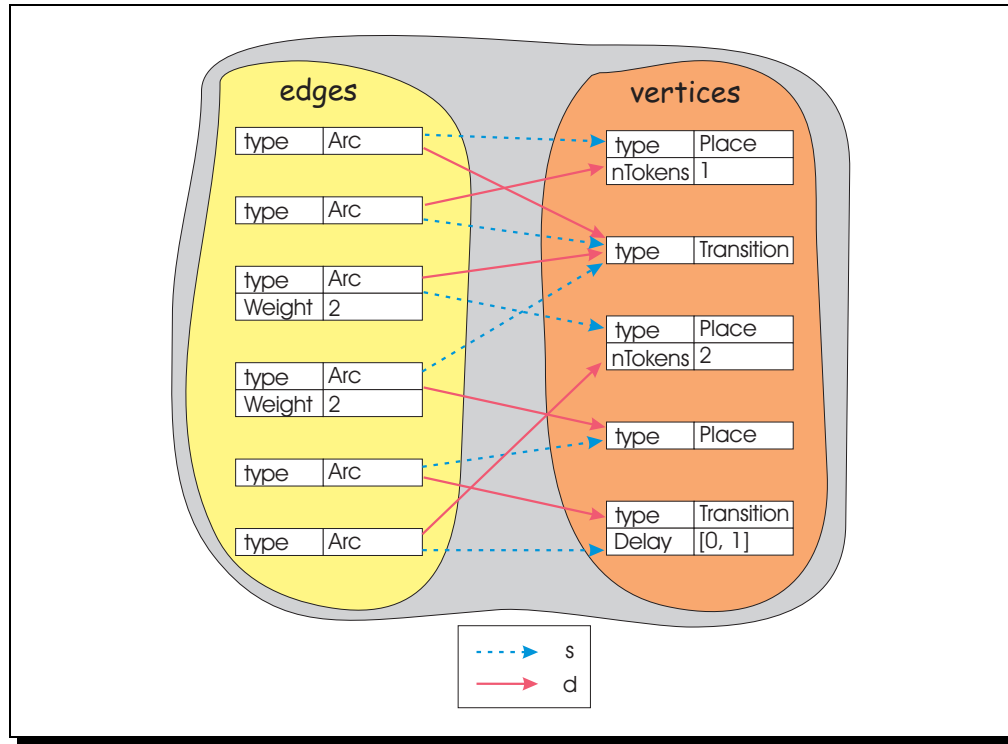 edges
type Arc
type Arc
type Arc
Weight 2
type Arc
Weight 2
type Arc
type Arc
vertices
type Place
nTokens 1
type Transition
type Place
nTokens 2
type Place
type Transition
Delay [0, 1]
s
d